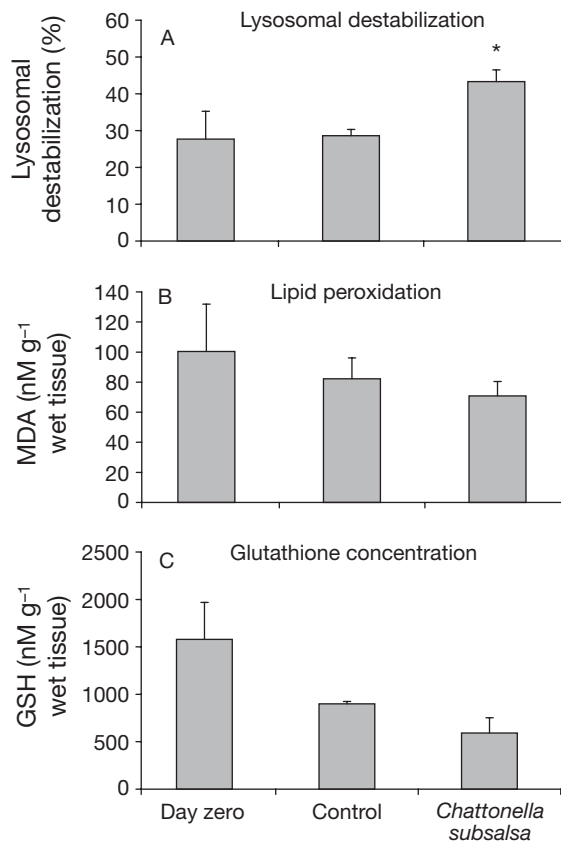 Lysosomal destabilization
A
*
Lysosomal
destabilization (%)
60
50
40
30
20
10
0
Lipid peroxidation
B
MDA (nM g⁻¹
wet tissue)
140
120
100
80
60
40
20
0
Glutathione concentration
C
GSH (nM g⁻¹
wet tissue)
2500
2000
1500
1000
500
0
Day zero
Control
Chattonella
subsalsa